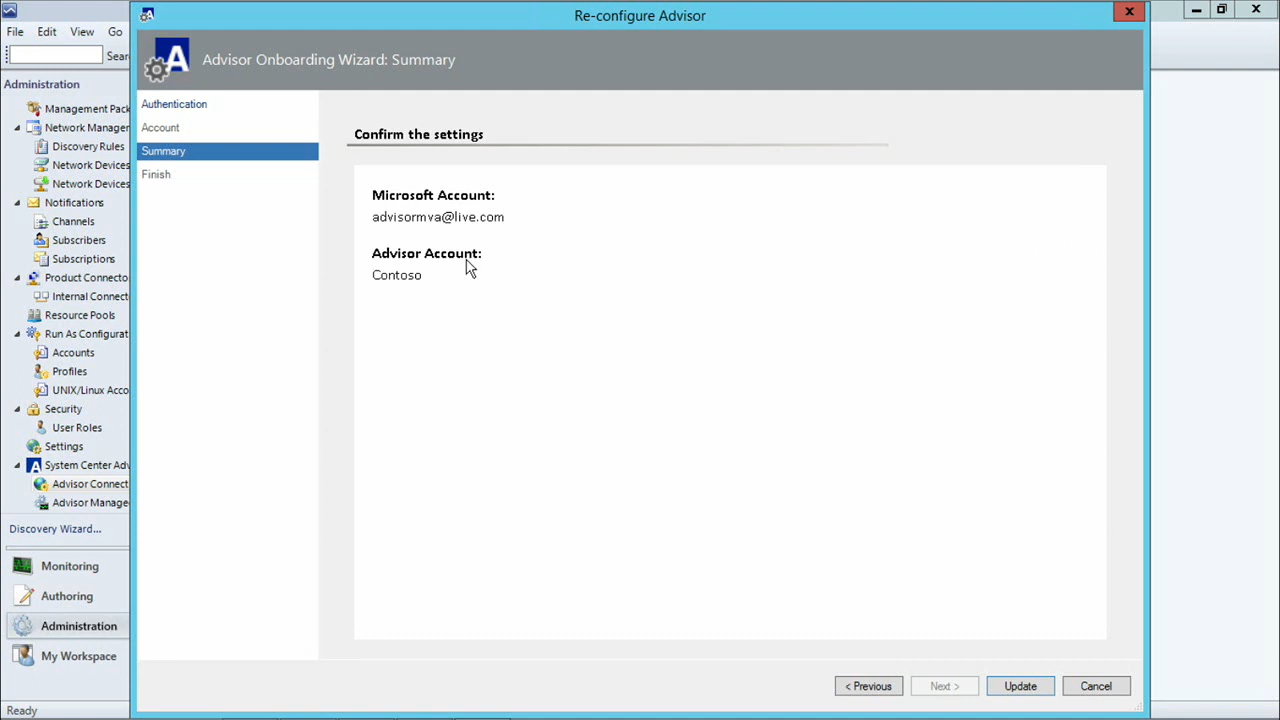 Re-configure Advisor
File Edit View Go
Sear
A
Advisor Onboarding Wizard: Summary
Administration
Management Pack
Network Manager
Discovery Rules
Network Devices
Network Devices
Notifications
Channels
Subscribers
Subscriptions
Product Connecto
Internal Connect
Resource Pools
Run As Configurat
Accounts
Profiles
UNIX/Linux Acco
Security
User Roles
Settings
System Center Adv
Advisor Connect
Advisor Manage
Discovery Wizard...
Monitoring
Authoring
Administration
My Workspace
Ready
Authentication
Account
Summary
Finish
Confirm the settings
Microsoft Account:
advisormva@live.com
Advisor Account:
Contoso
< Previous Next > Update Cancel